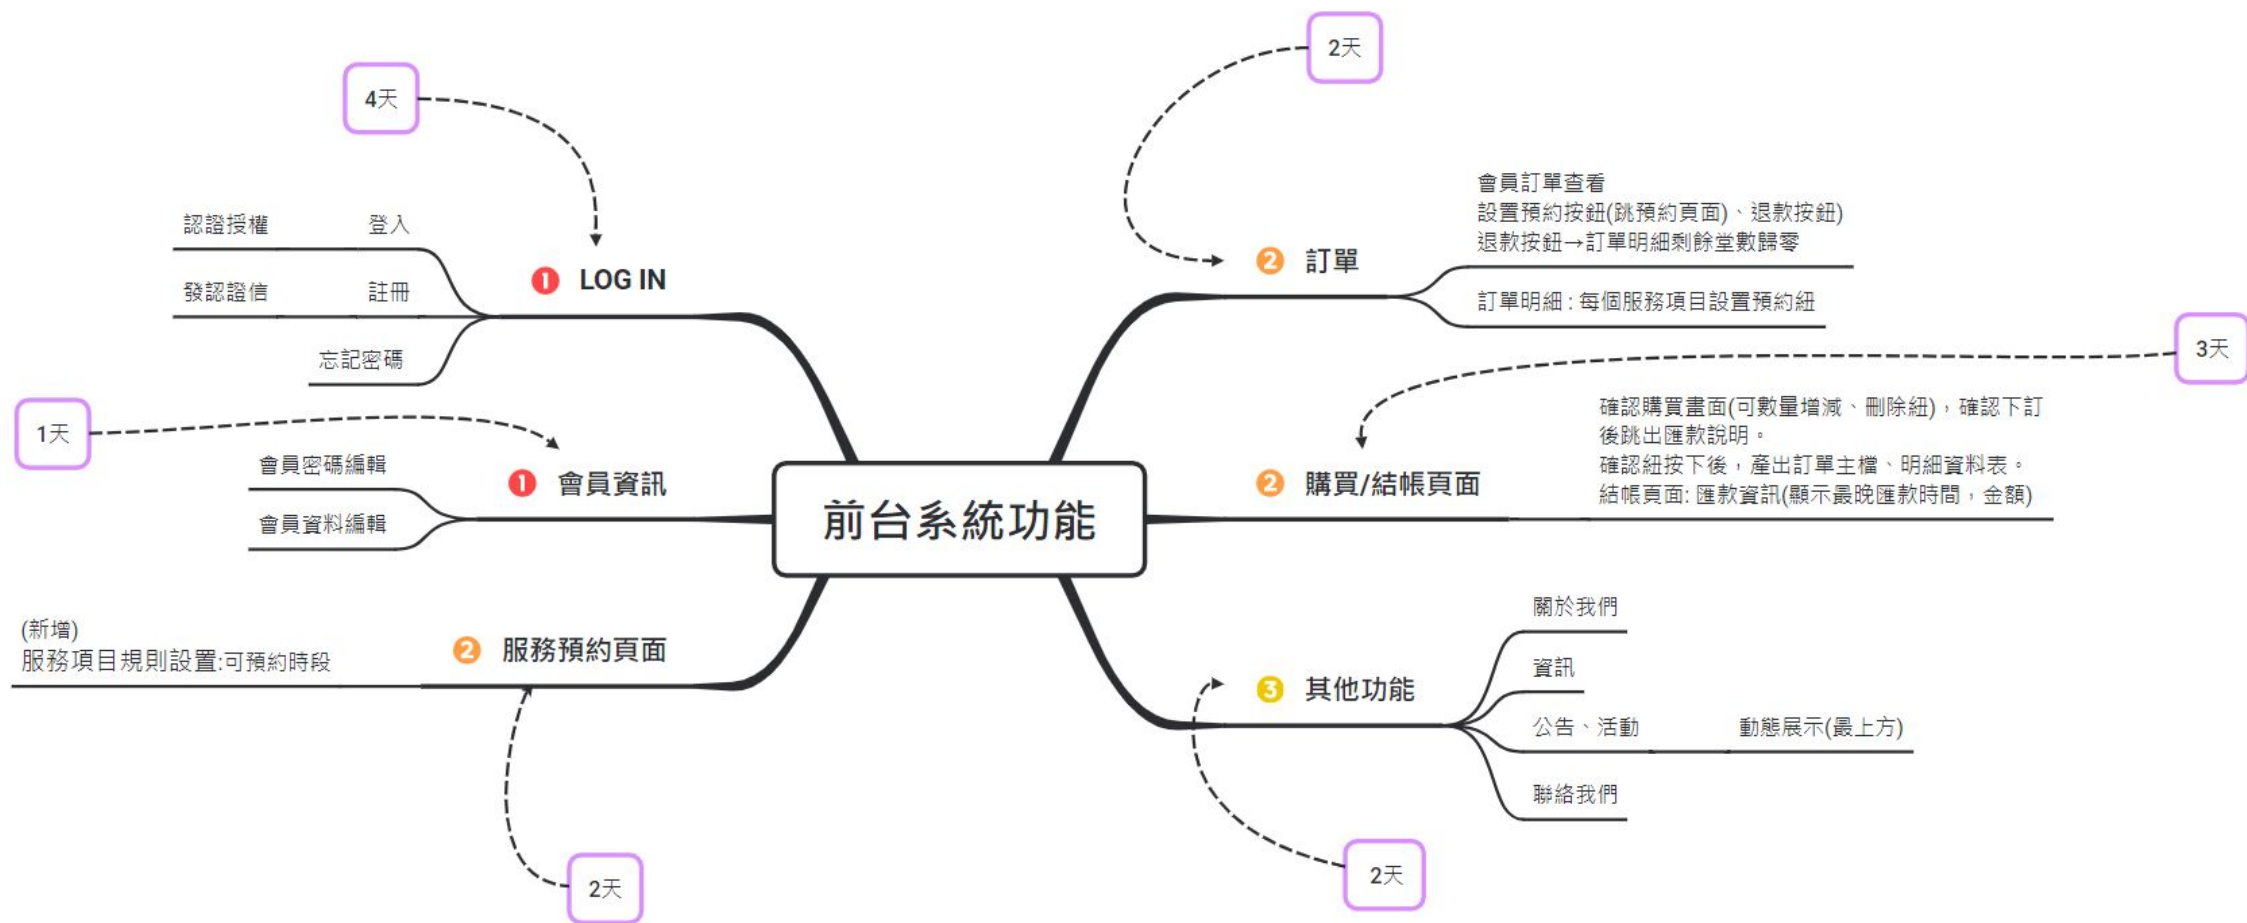 前台系統功能
4天
❶ LOG IN
認證授權 登入
發認證信 註冊
忘記密碼
1天
❶ 會員資訊
會員密碼編輯
會員資料編輯
❷ 服務預約頁面
(新增)
服務項目規則設置:可預約時段
2天
2天
❷ 訂單
會員訂單查看
設置預約按鈕(跳預約頁面)、退款按鈕)
退款按鈕→訂單明細剩餘堂數歸零
訂單明細 : 每個服務項目設置預約紐
3天
❷ 購買/結帳頁面
確認購買畫面(可數量增減、刪除紐)，確認下訂
後跳出匯款說明。
確認紐按下後，產出訂單主檔、明細資料表。
結帳頁面: 匯款資訊(顯示最晚匯款時間，金額)
❸ 其他功能
關於我們
資訊
公告、活動 動態展示(最上方)
聯絡我們
2天